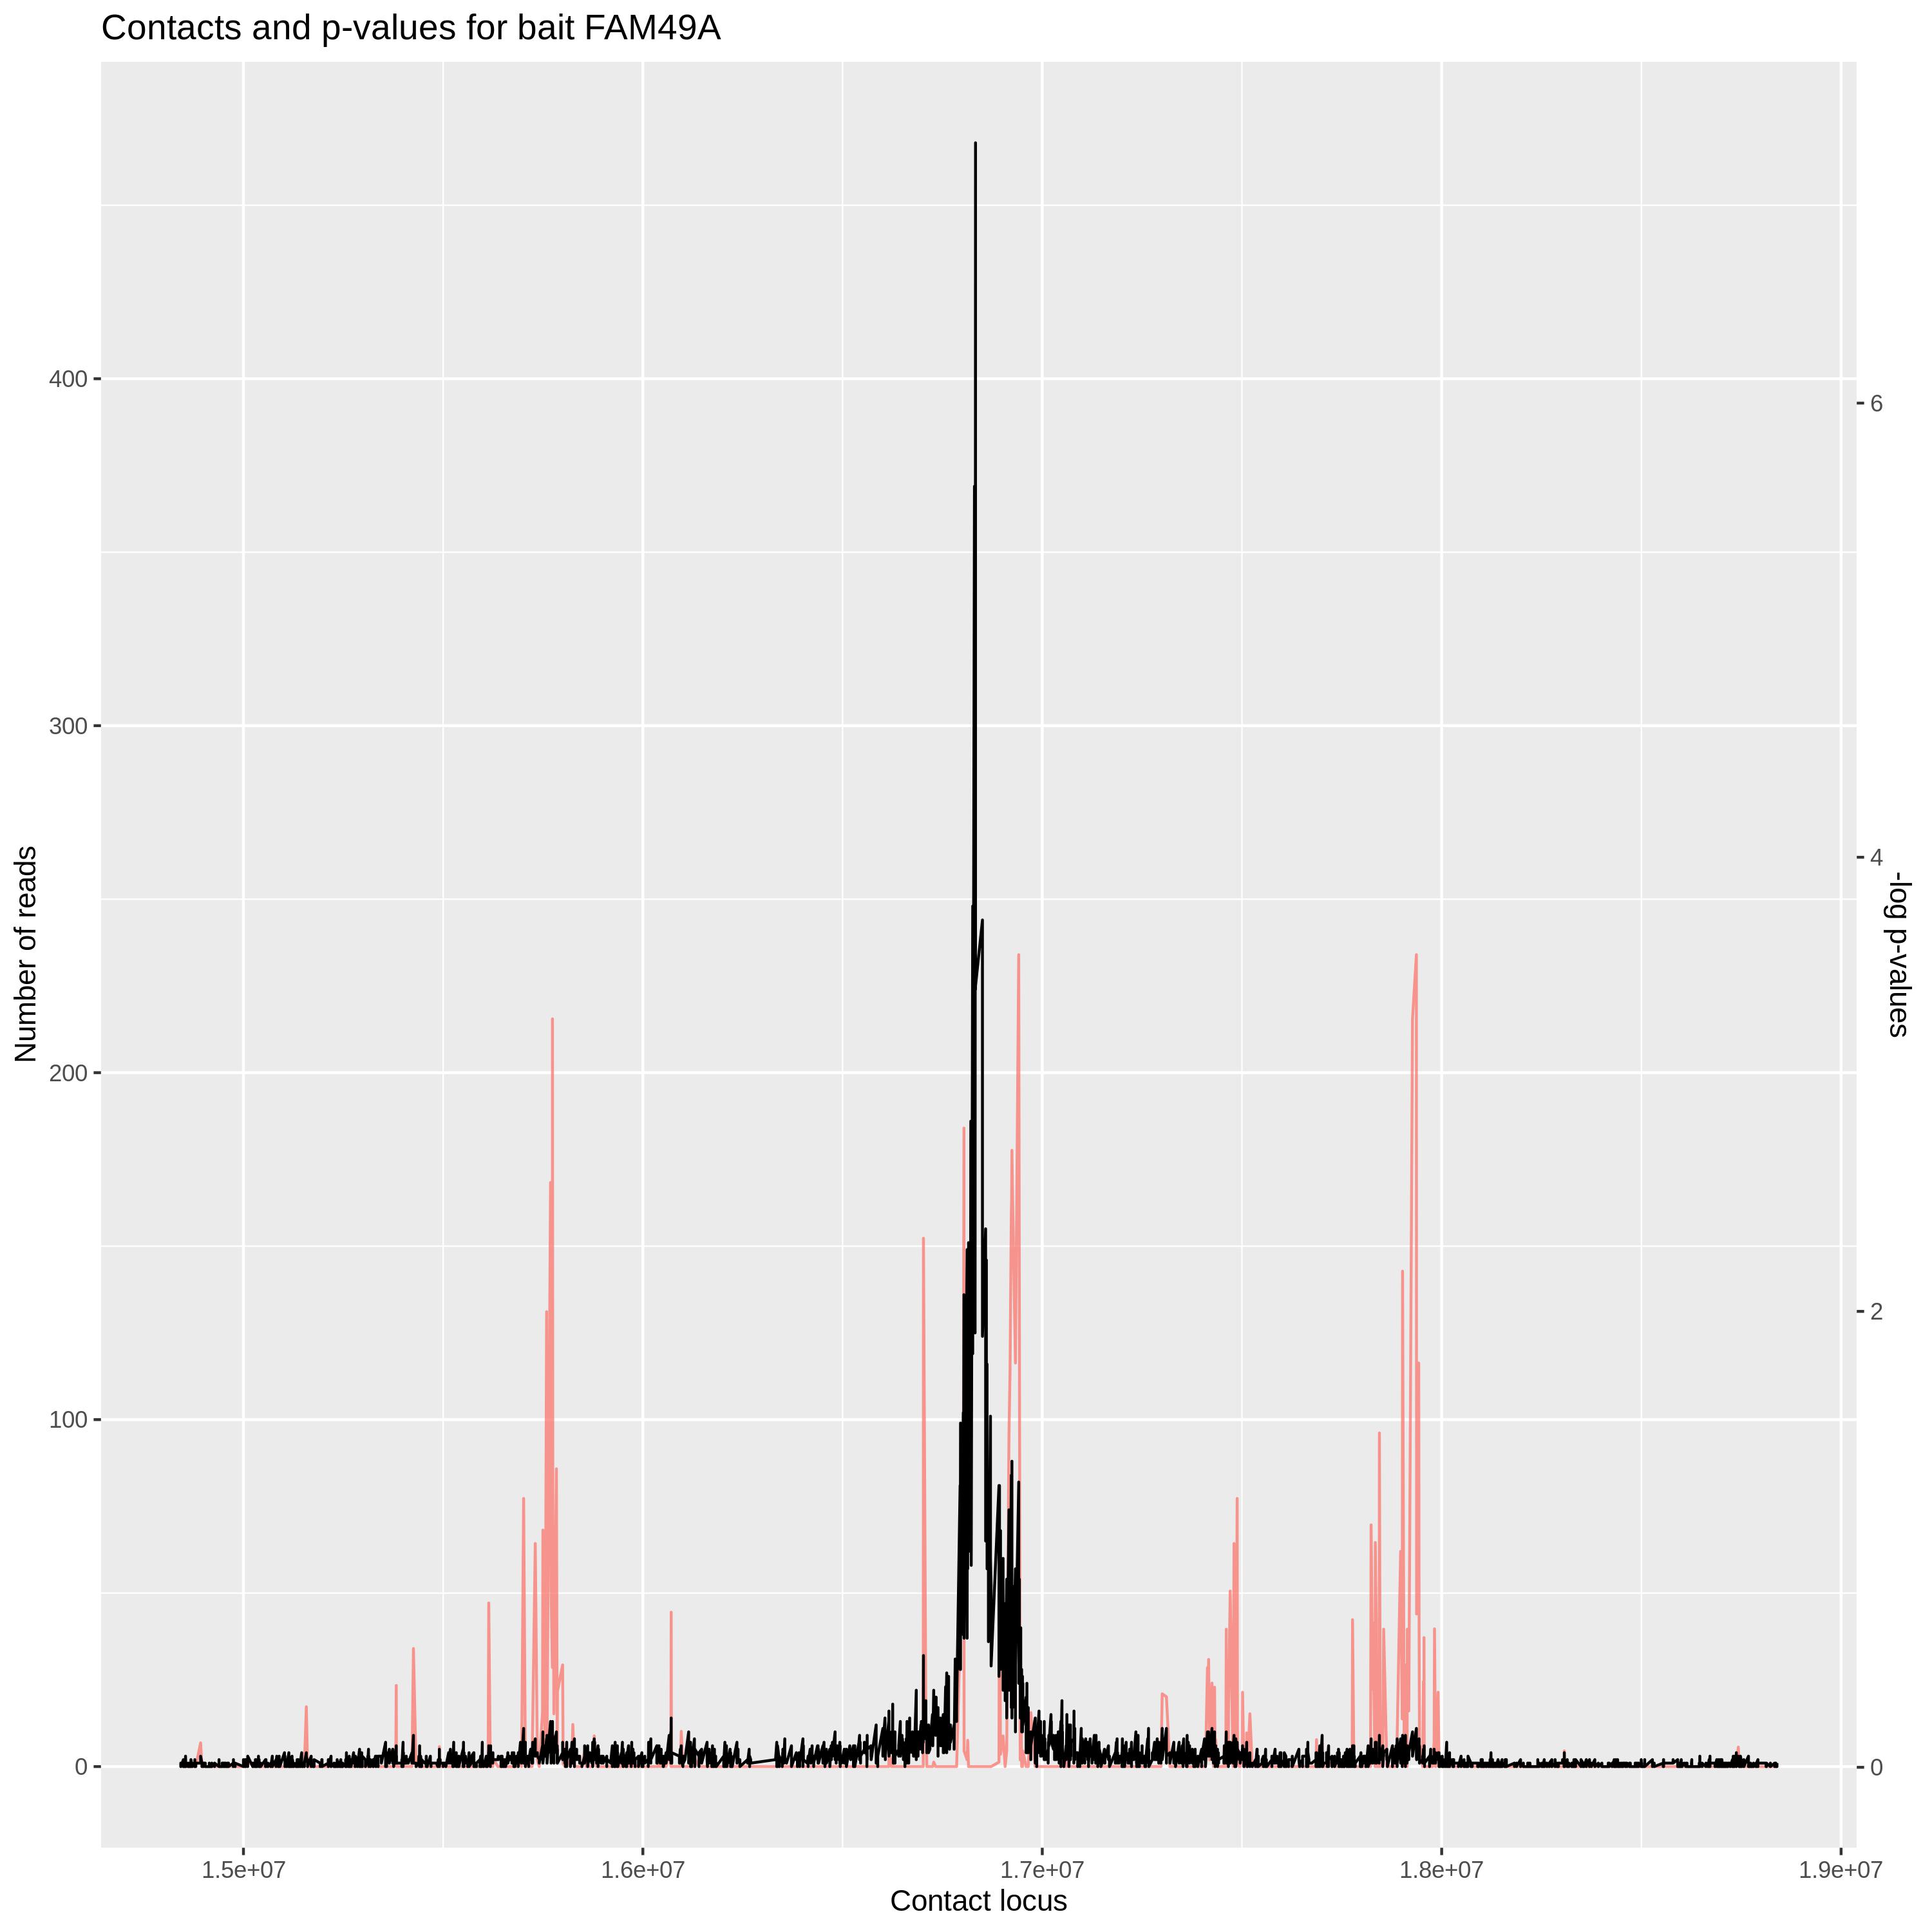 Contacts and p-values for bait FAM49A
Number of reads
400
300
200
100
0
6
4
2
0
-log p-values
1.5e+07
1.6e+07
1.7e+07
1.8e+07
1.9e+07
Contact locus